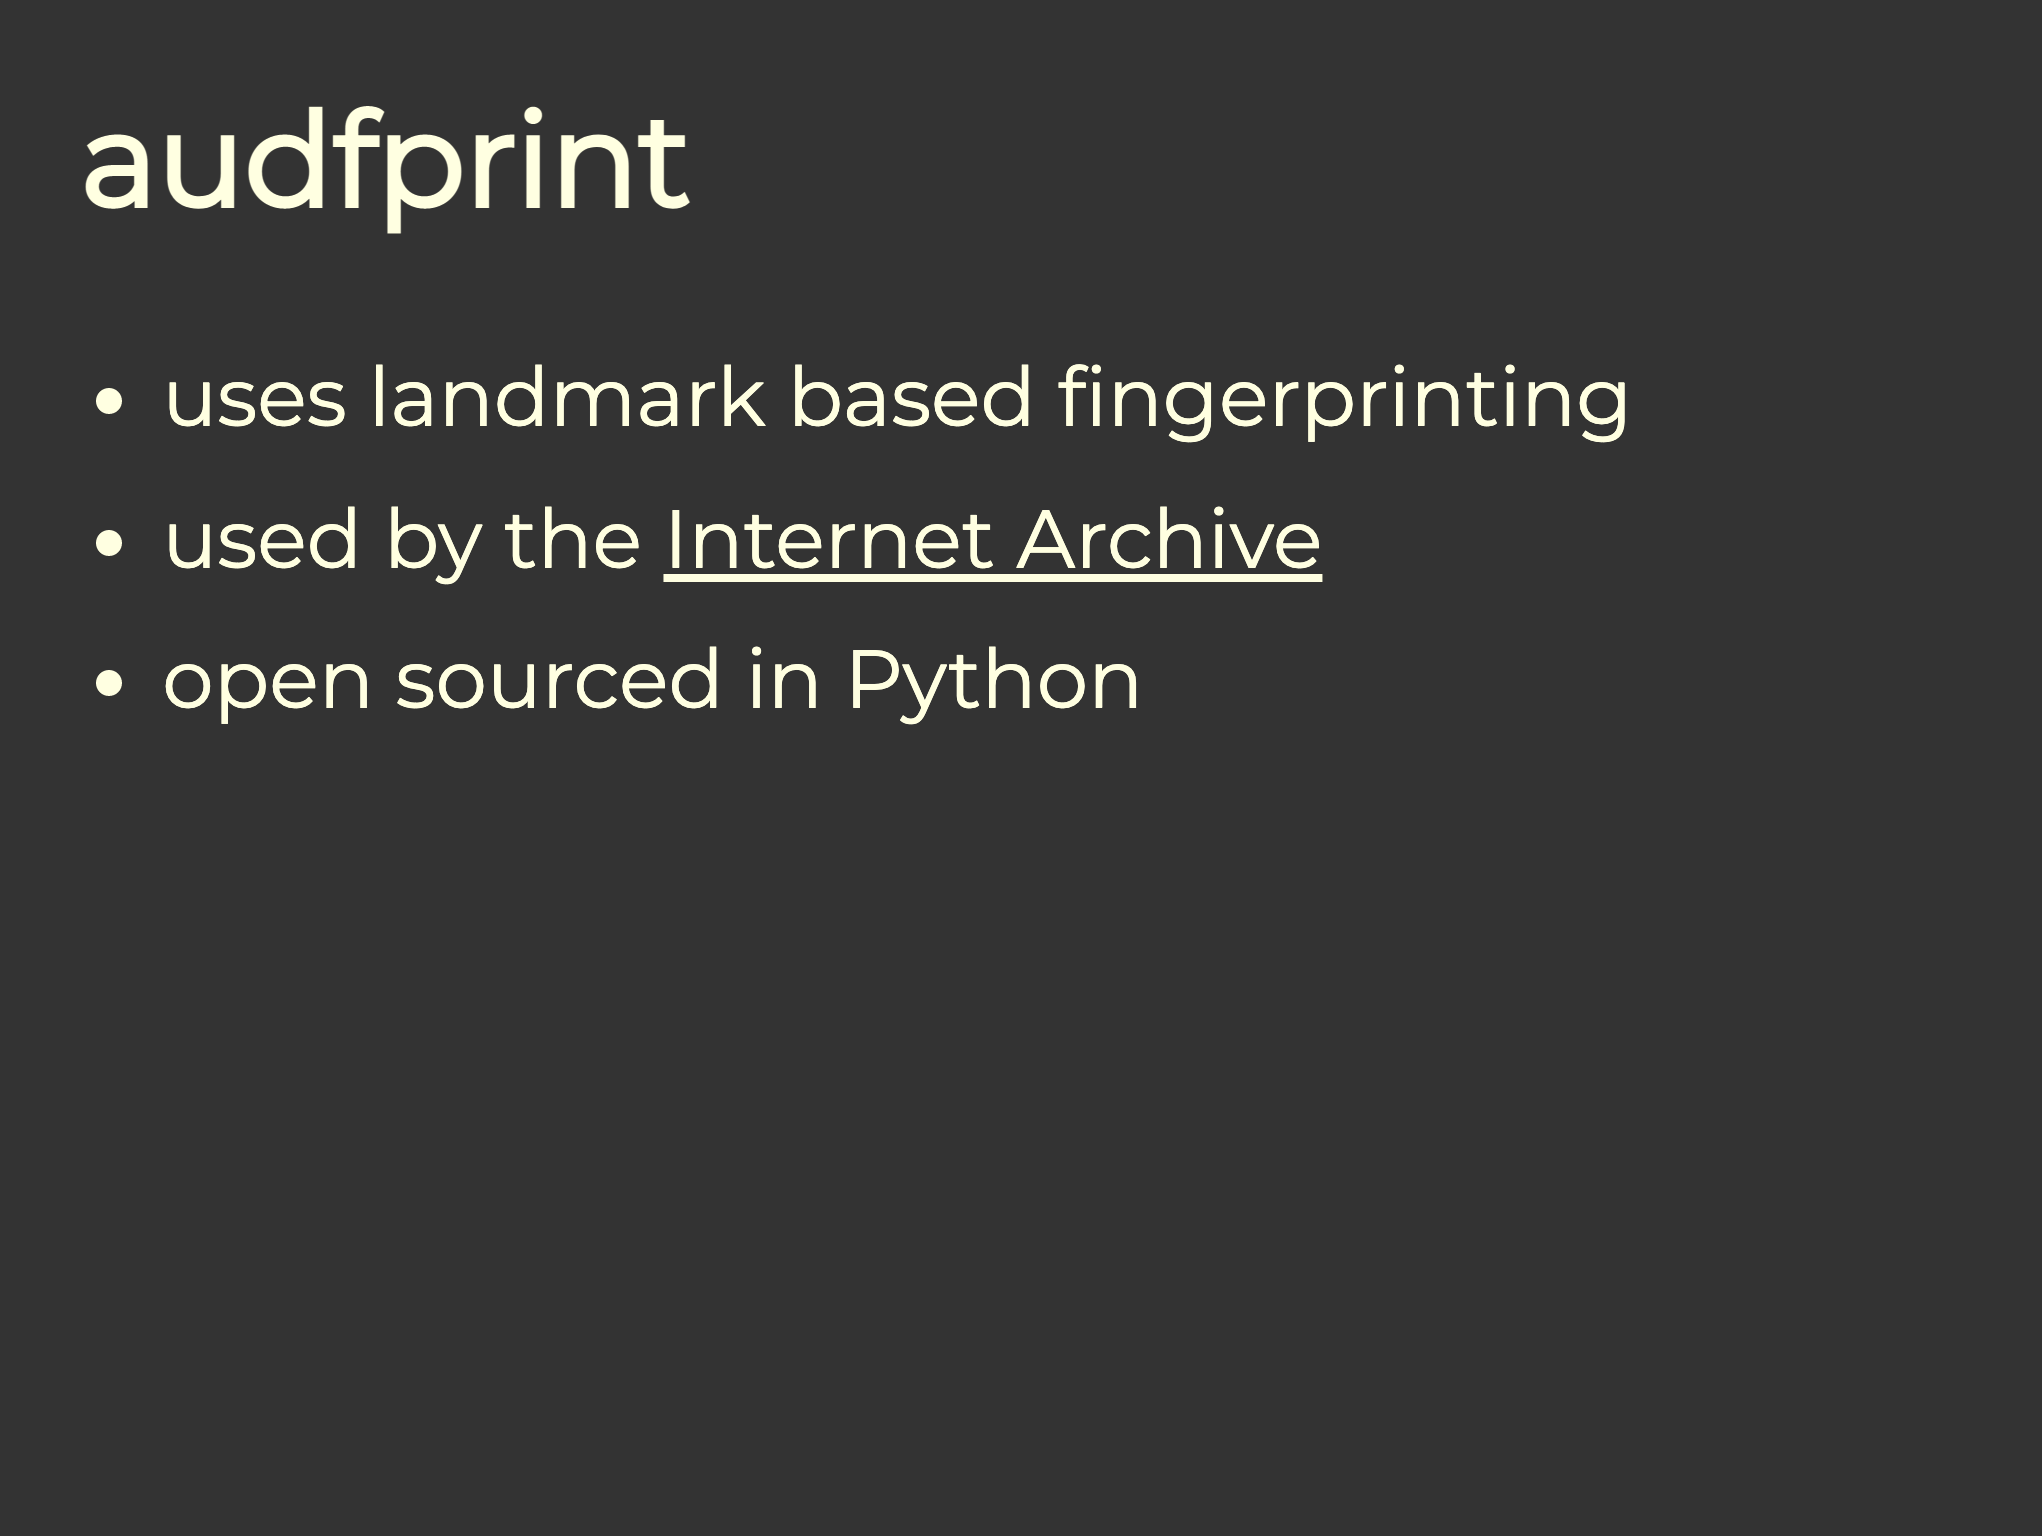 audfprint
• uses landmark based fingerprinting
• used by the Internet Archive
• open sourced in Python